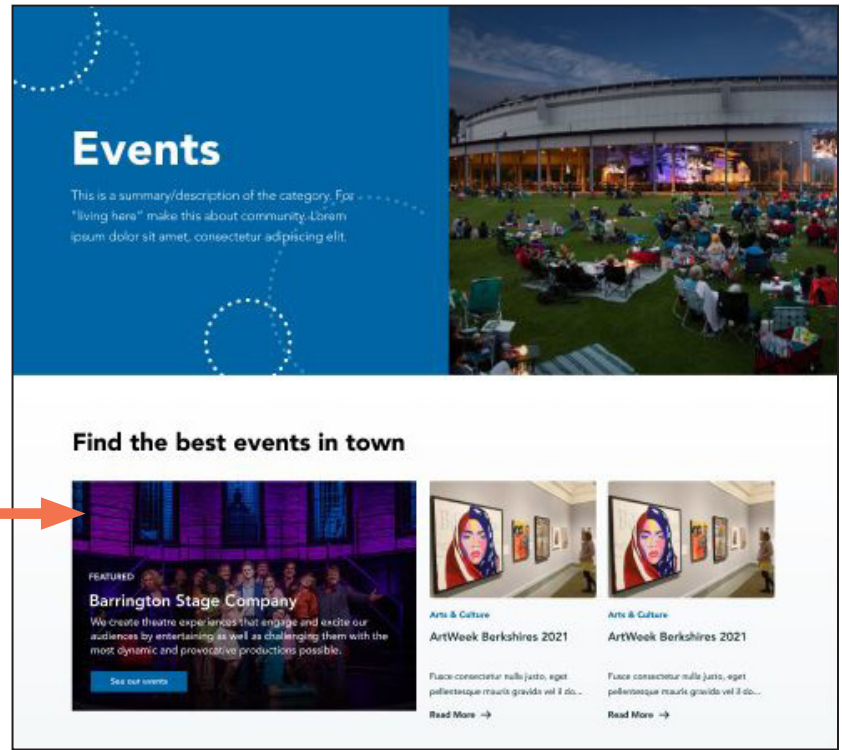 Events
This is a summary/description of the category. For
"living here" make this about community. Lorem
ipsum dolor sit amet, consectetur adipiscing elit.
Find the best events in town
FEATURED
Barrington Stage Company
We create theatre experiences that engage and excite our
audiences by entertaining as well as challenging them with the
most dynamic and provocative productions possible.
See our events
Arts & Culture
ArtWeek Berkshires 2021
Fusce consectetur nulla justo, eget
pellentesque mauris gravida vel il do...
Read More →
Arts & Culture
ArtWeek Berkshires 2021
Fusce consectetur nulla justo, eget
pellentesque mauris gravida vel il do...
Read More →